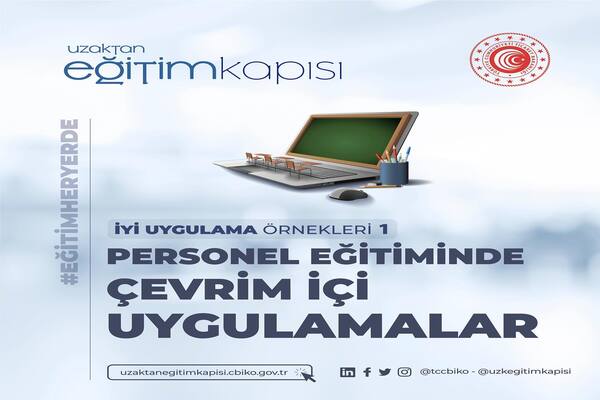 uzakTan
eğiTimkapısı
#EĞİTİMHERYERDE
İYİ UYGULAMA ÖRNEKLERİ 1
PERSONEL EĞİTİMİNDE
ÇEVRİM İÇİ
UYGULAMALAR
uzaktanegitimkapisi.cbiko.gov.tr
@tccbiko - @uzkegitimkapisi